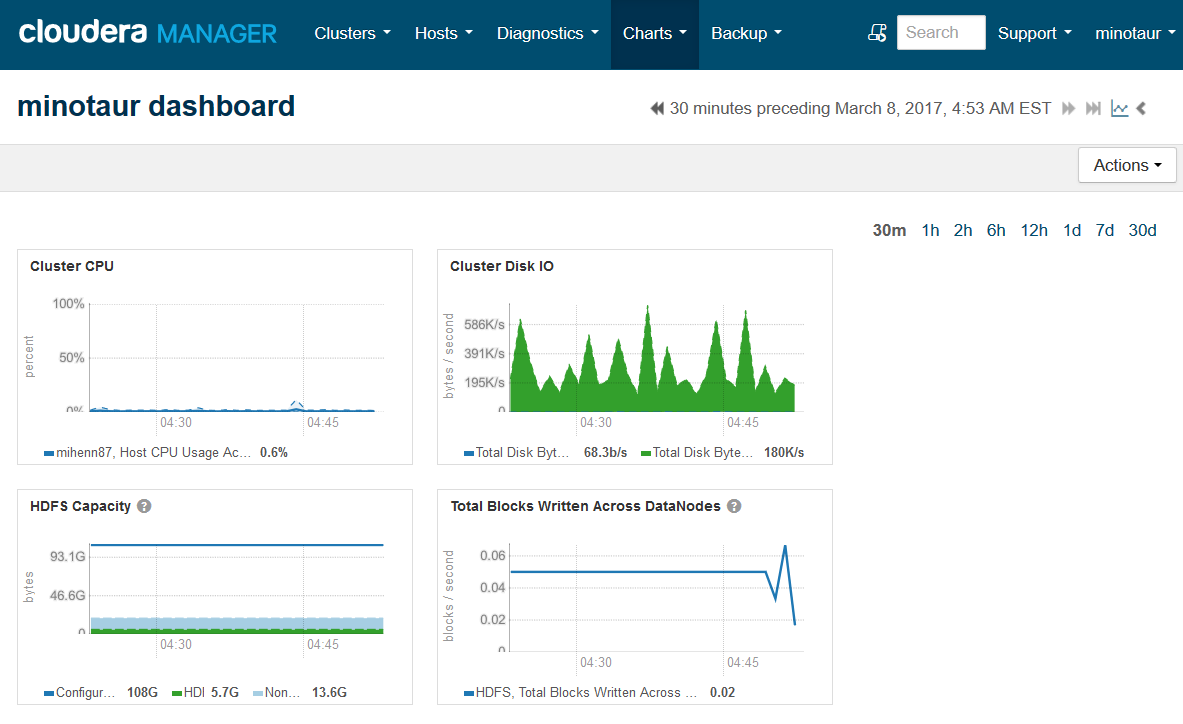 cloudera MANAGER Clusters Hosts Diagnostics Charts Backup Search Support minotaur
minotaur dashboard
30 minutes preceding March 8, 2017, 4:53 AM EST
Actions
30m 1h 2h 6h 12h 1d 7d 30d
Cluster CPU
percent
100%
50%
0%
04:30 04:45
mihenn87, Host CPU Usage Ac... 0.6%
Cluster Disk IO
bytes / second
586K/s
391K/s
195K/s
0
04:30 04:45
Total Disk Byt... 68.3b/s Total Disk Byte... 180K/s
HDFS Capacity ?
bytes
93.1G
46.6G
0
04:30 04:45
Configur... 108G HDI 5.7G Non... 13.6G
Total Blocks Written Across DataNodes ?
blocks / second
0.06
0.04
0.02
0
04:30 04:45
HDFS, Total Blocks Written Across ... 0.02